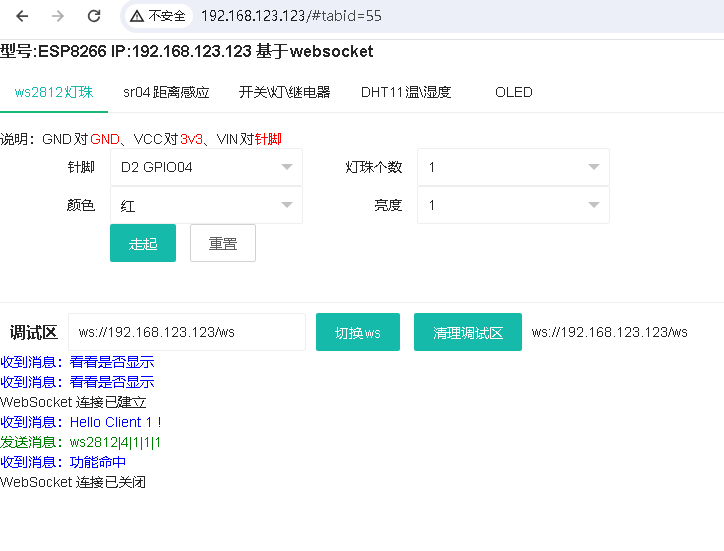 不安全 192.168.123.123/#tabid=55
型号:ESP8266 IP:192.168.123.123 基于websocket
ws2812灯珠 sr04距离感应 开关\灯\继电器 DHT11温\湿度 OLED
说明：GND对GND、VCC对3v3、VIN对针脚
针脚 D2 GPIO04 灯珠个数 1
颜色 红 亮度 1
走起 重置
调试区 ws://192.168.123.123/ws 切换ws 清理调试区 ws://192.168.123.123/ws
收到消息：看看是否显示
收到消息：看看是否显示
WebSocket 连接已建立
收到消息：Hello Client 1 !
发送消息：ws2812|4|1|1|1
收到消息：功能命中
WebSocket 连接已关闭